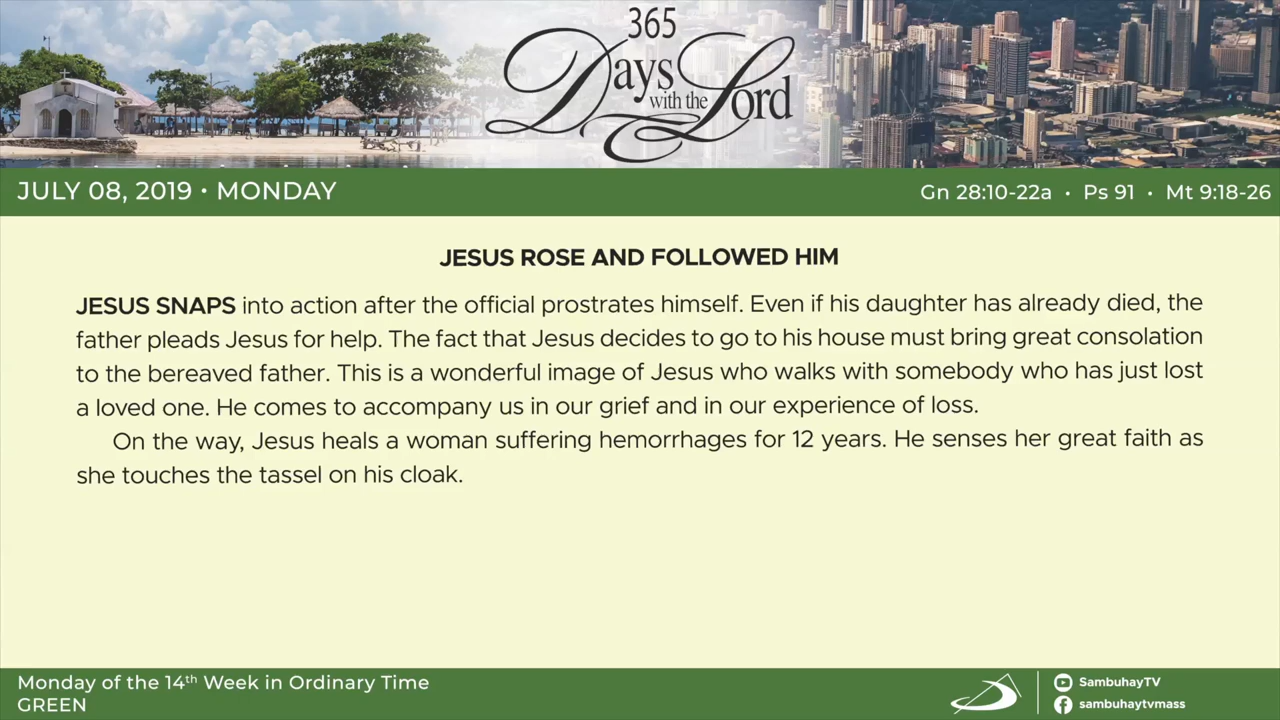 365
Days
with the
Lord
JULY 08, 2019 • MONDAY
Gn 28:10-22a • Ps 91 • Mt 9:18-26
JESUS ROSE AND FOLLOWED HIM
JESUS SNAPS into action after the official prostrates himself. Even if his daughter has already died, the
father pleads Jesus for help. The fact that Jesus decides to go to his house must bring great consolation
to the bereaved father. This is a wonderful image of Jesus who walks with somebody who has just lost
a loved one. He comes to accompany us in our grief and in our experience of loss.
On the way, Jesus heals a woman suffering hemorrhages for 12 years. He senses her great faith as
she touches the tassel on his cloak.
Monday of the 14th Week in Ordinary Time
GREEN
SambuhayTV
sambuhaytvmass